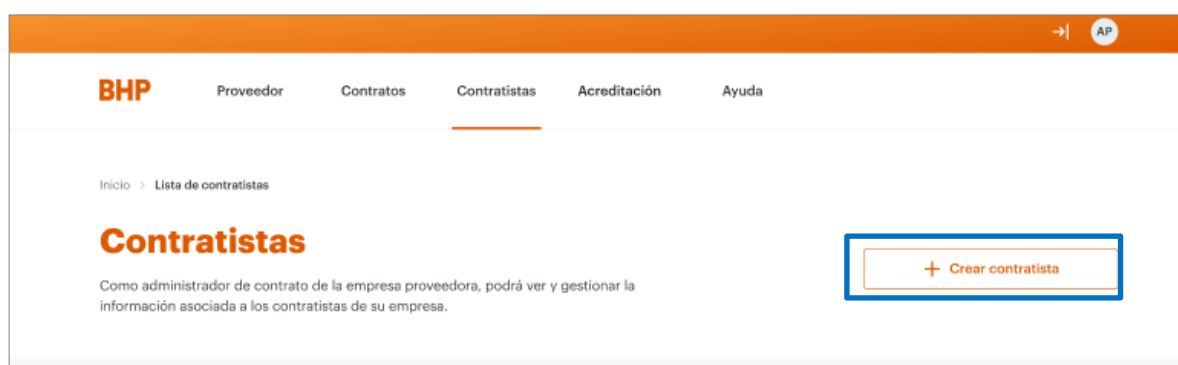 AP
BHP Proveedor Contratos Contratistas Acreditación Ayuda
Inicio > Lista de contratistas
Contratistas
+ Crear contratista
Como administrador de contrato de la empresa proveedora, podrá ver y gestionar la
información asociada a los contratistas de su empresa.